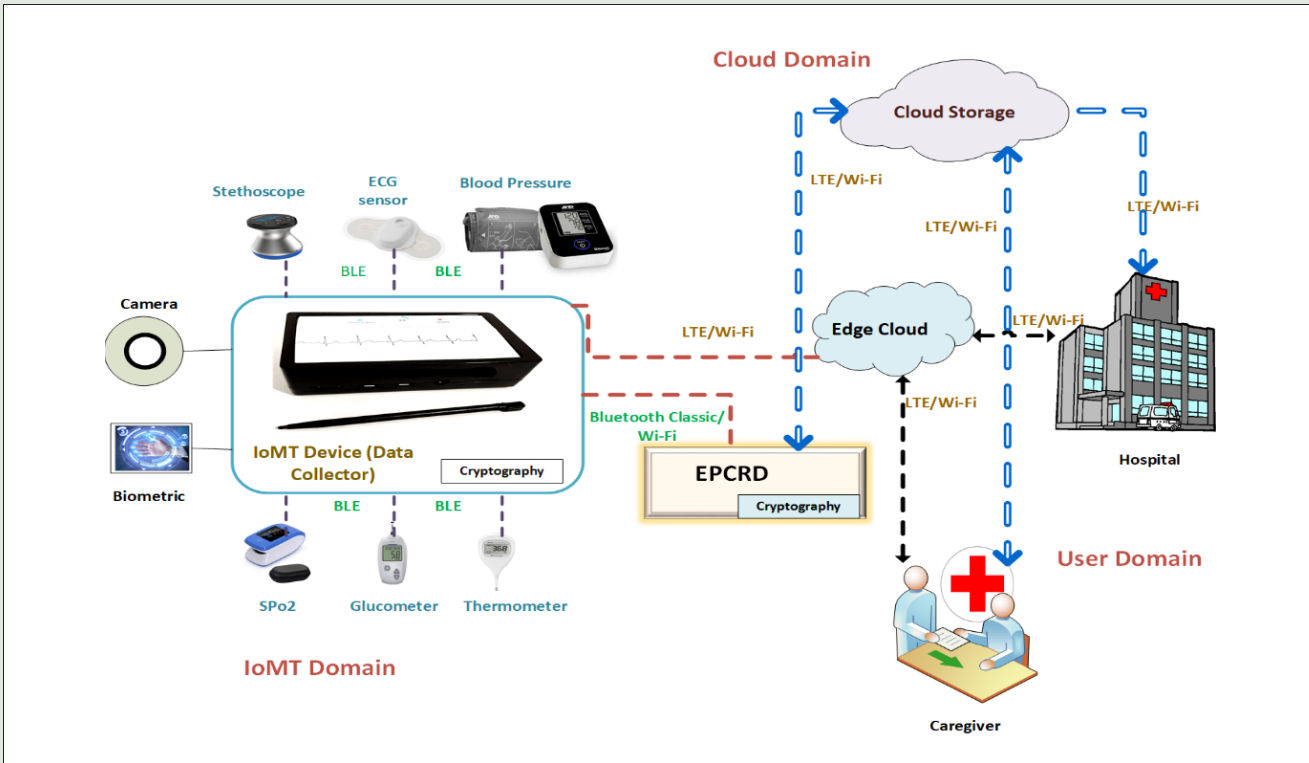 Cloud Domain
Cloud Storage
LTE/Wi-Fi
LTE/Wi-Fi
LTE/Wi-Fi
Stethoscope
ECG
sensor
Blood Pressure
BLE
BLE
Camera
Edge Cloud
LTE/Wi-Fi
LTE/Wi-Fi
LTE/Wi-Fi
Bluetooth Classic/
Wi-Fi
IoMT Device (Data
Collector)
Cryptography
EPCRD
Cryptography
Hospital
Biometric
BLE
BLE
SPo2
Glucometer
Thermometer
User Domain
IoMT Domain
Caregiver